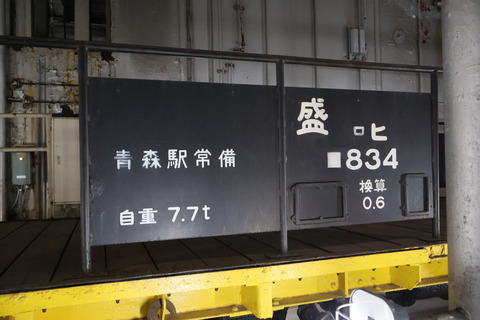 青森駅常備
自重 7.7t
盛 ロヒ
834
換算
0.6